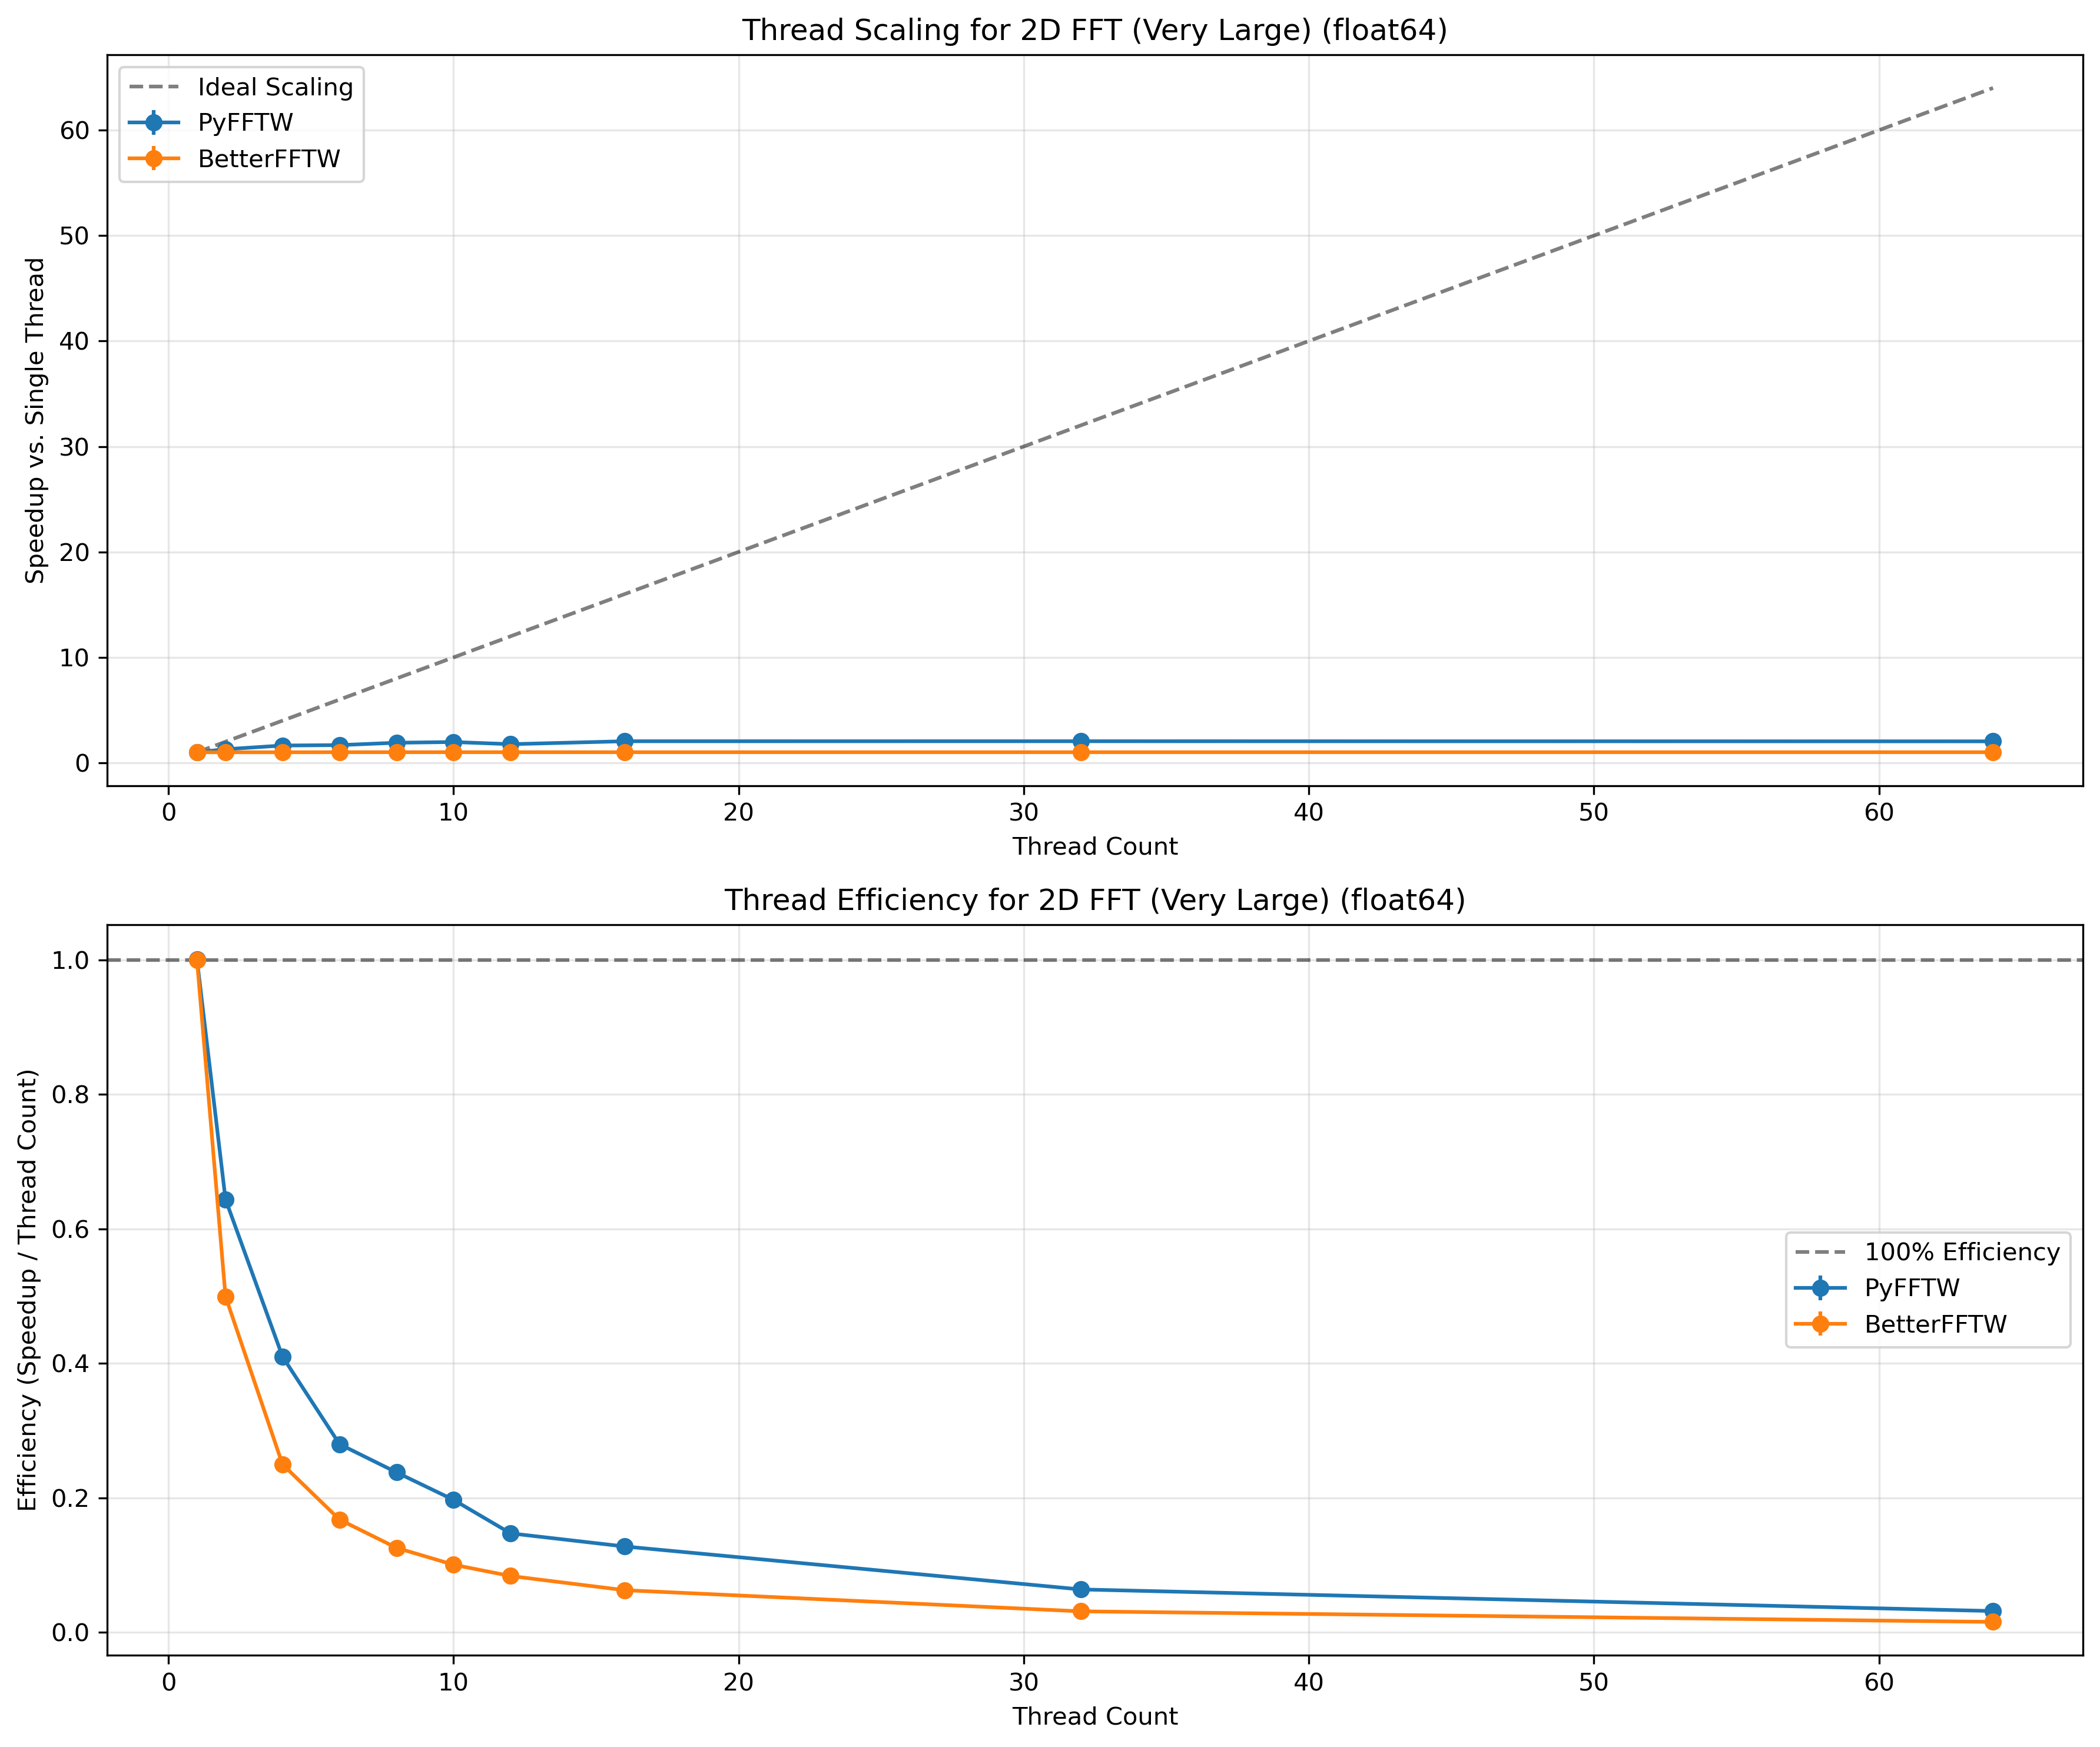 Thread Scaling for 2D FFT (Very Large) (float64)
Ideal Scaling
PyFFTW
BetterFFTW
Speedup vs. Single Thread
60
50
40
30
20
10
0
0 10 20 30 40 50 60
Thread Count
Thread Efficiency for 2D FFT (Very Large) (float64)
Efficiency (Speedup / Thread Count)
1.0
0.8
0.6
0.4
0.2
0.0
100% Efficiency
PyFFTW
BetterFFTW
0 10 20 30 40 50 60
Thread Count